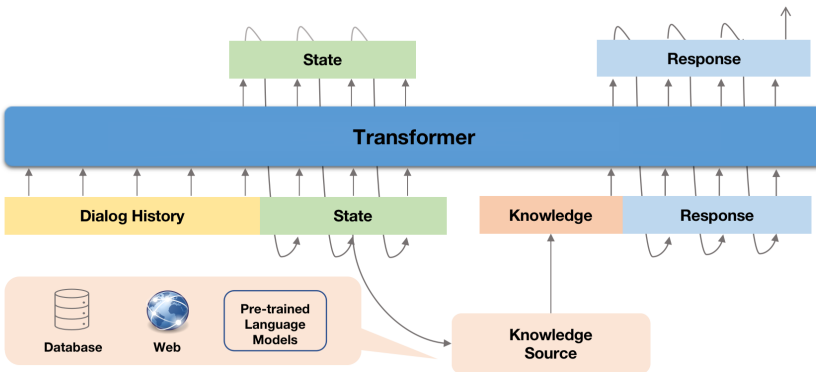 State
Response
Transformer
Dialog History
State
Knowledge
Response
Database
Web
Pre-trained
Language
Models
Knowledge
Source